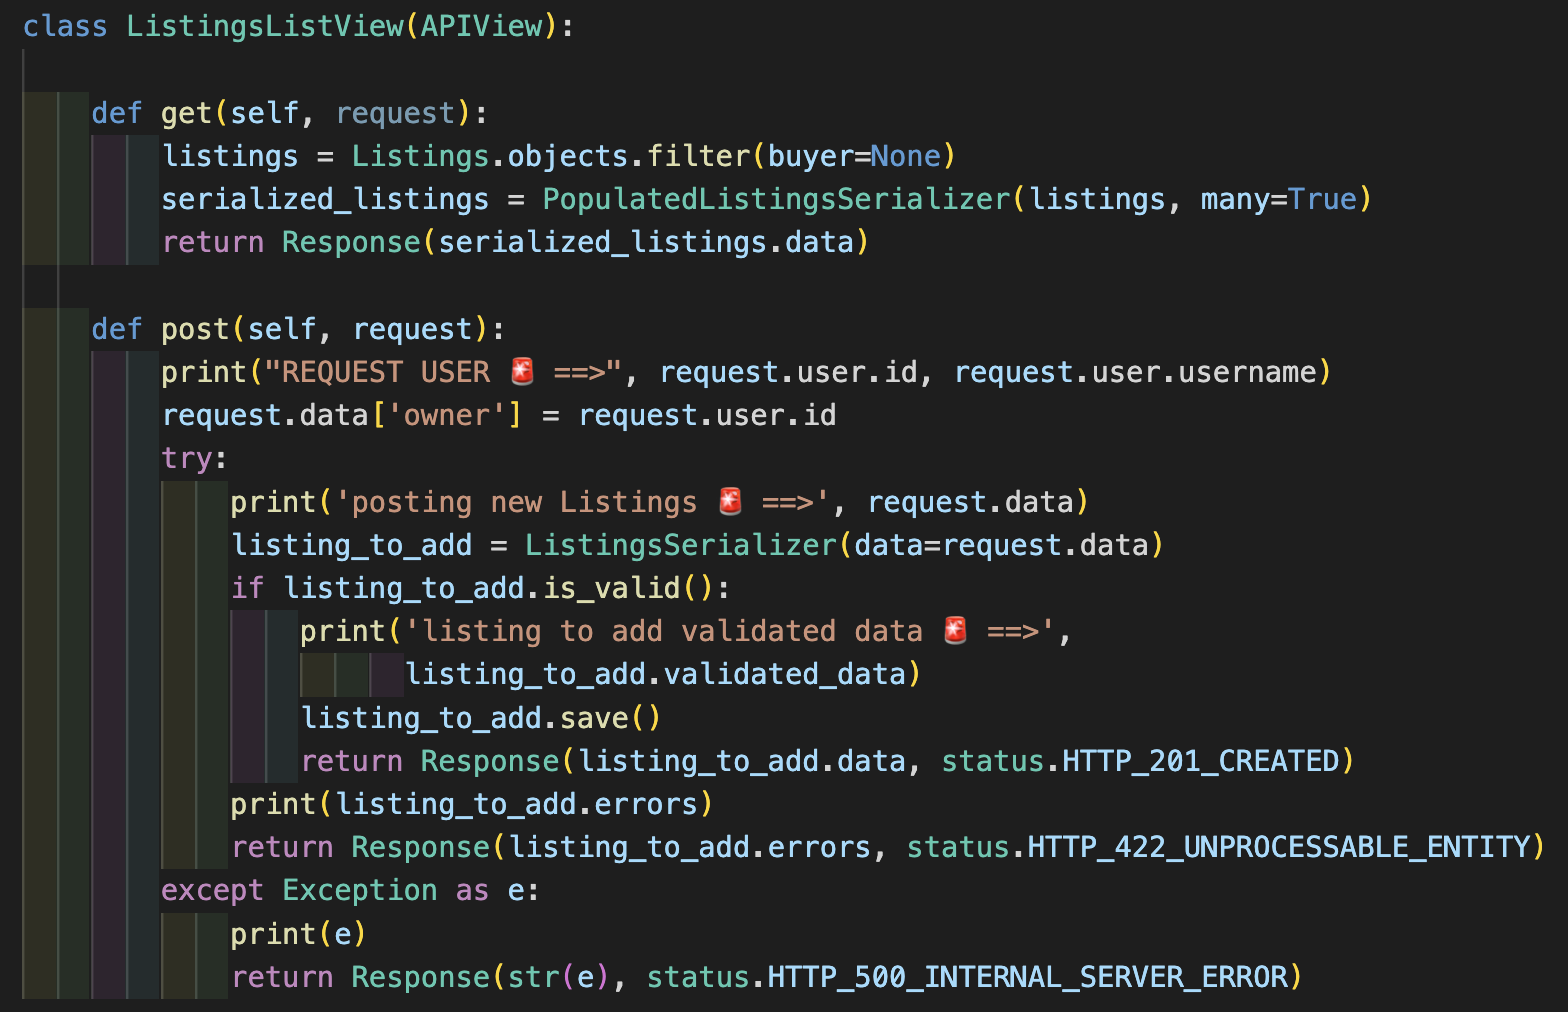 class ListingsListView(APIView):
def get(self, request):
listings = Listings.objects.filter(buyer=None)
serialized_listings = PopulatedListingsSerializer(listings, many=True)
return Response(serialized_listings.data)
def post(self, request):
print("REQUEST USER 🚨 ==>", request.user.id, request.user.username)
request.data['owner'] = request.user.id
try:
print('posting new Listings 🚨 ==>', request.data)
listing_to_add = ListingsSerializer(data=request.data)
if listing_to_add.is_valid():
print('listing to add validated data 🚨 ==>',
listing_to_add.validated_data)
listing_to_add.save()
return Response(listing_to_add.data, status.HTTP_201_CREATED)
print(listing_to_add.errors)
return Response(listing_to_add.errors, status.HTTP_422_UNPROCESSABLE_ENTITY)
except Exception as e:
print(e)
return Response(str(e), status.HTTP_500_INTERNAL_SERVER_ERROR)